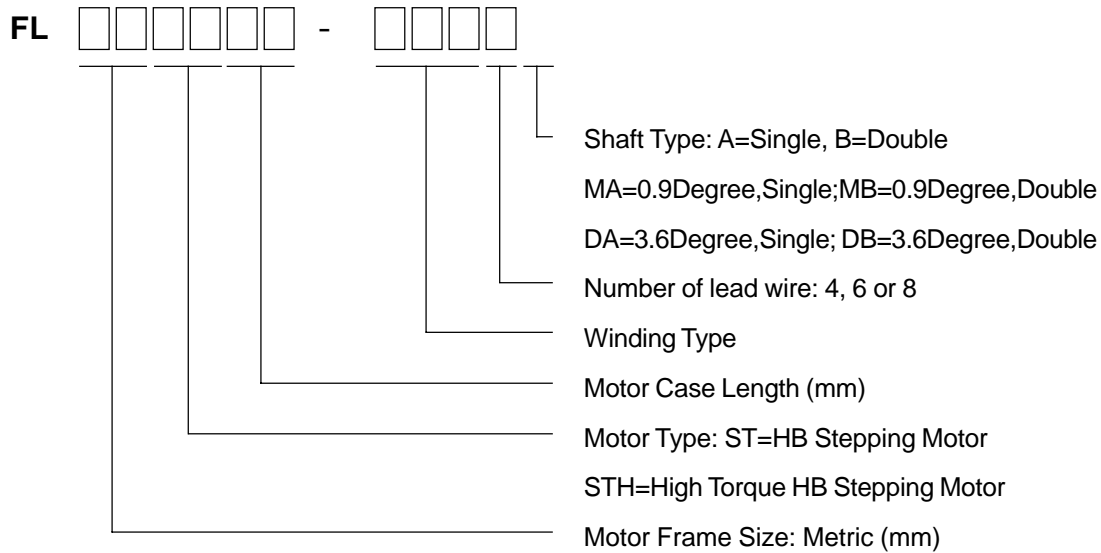 FL □□□□□□ - □□□□
Shaft Type: A=Single, B=Double
MA=0.9Degree,Single;MB=0.9Degree,Double
DA=3.6Degree,Single; DB=3.6Degree,Double
Number of lead wire: 4, 6 or 8
Winding Type
Motor Case Length (mm)
Motor Type: ST=HB Stepping Motor
STH=High Torque HB Stepping Motor
Motor Frame Size: Metric (mm)